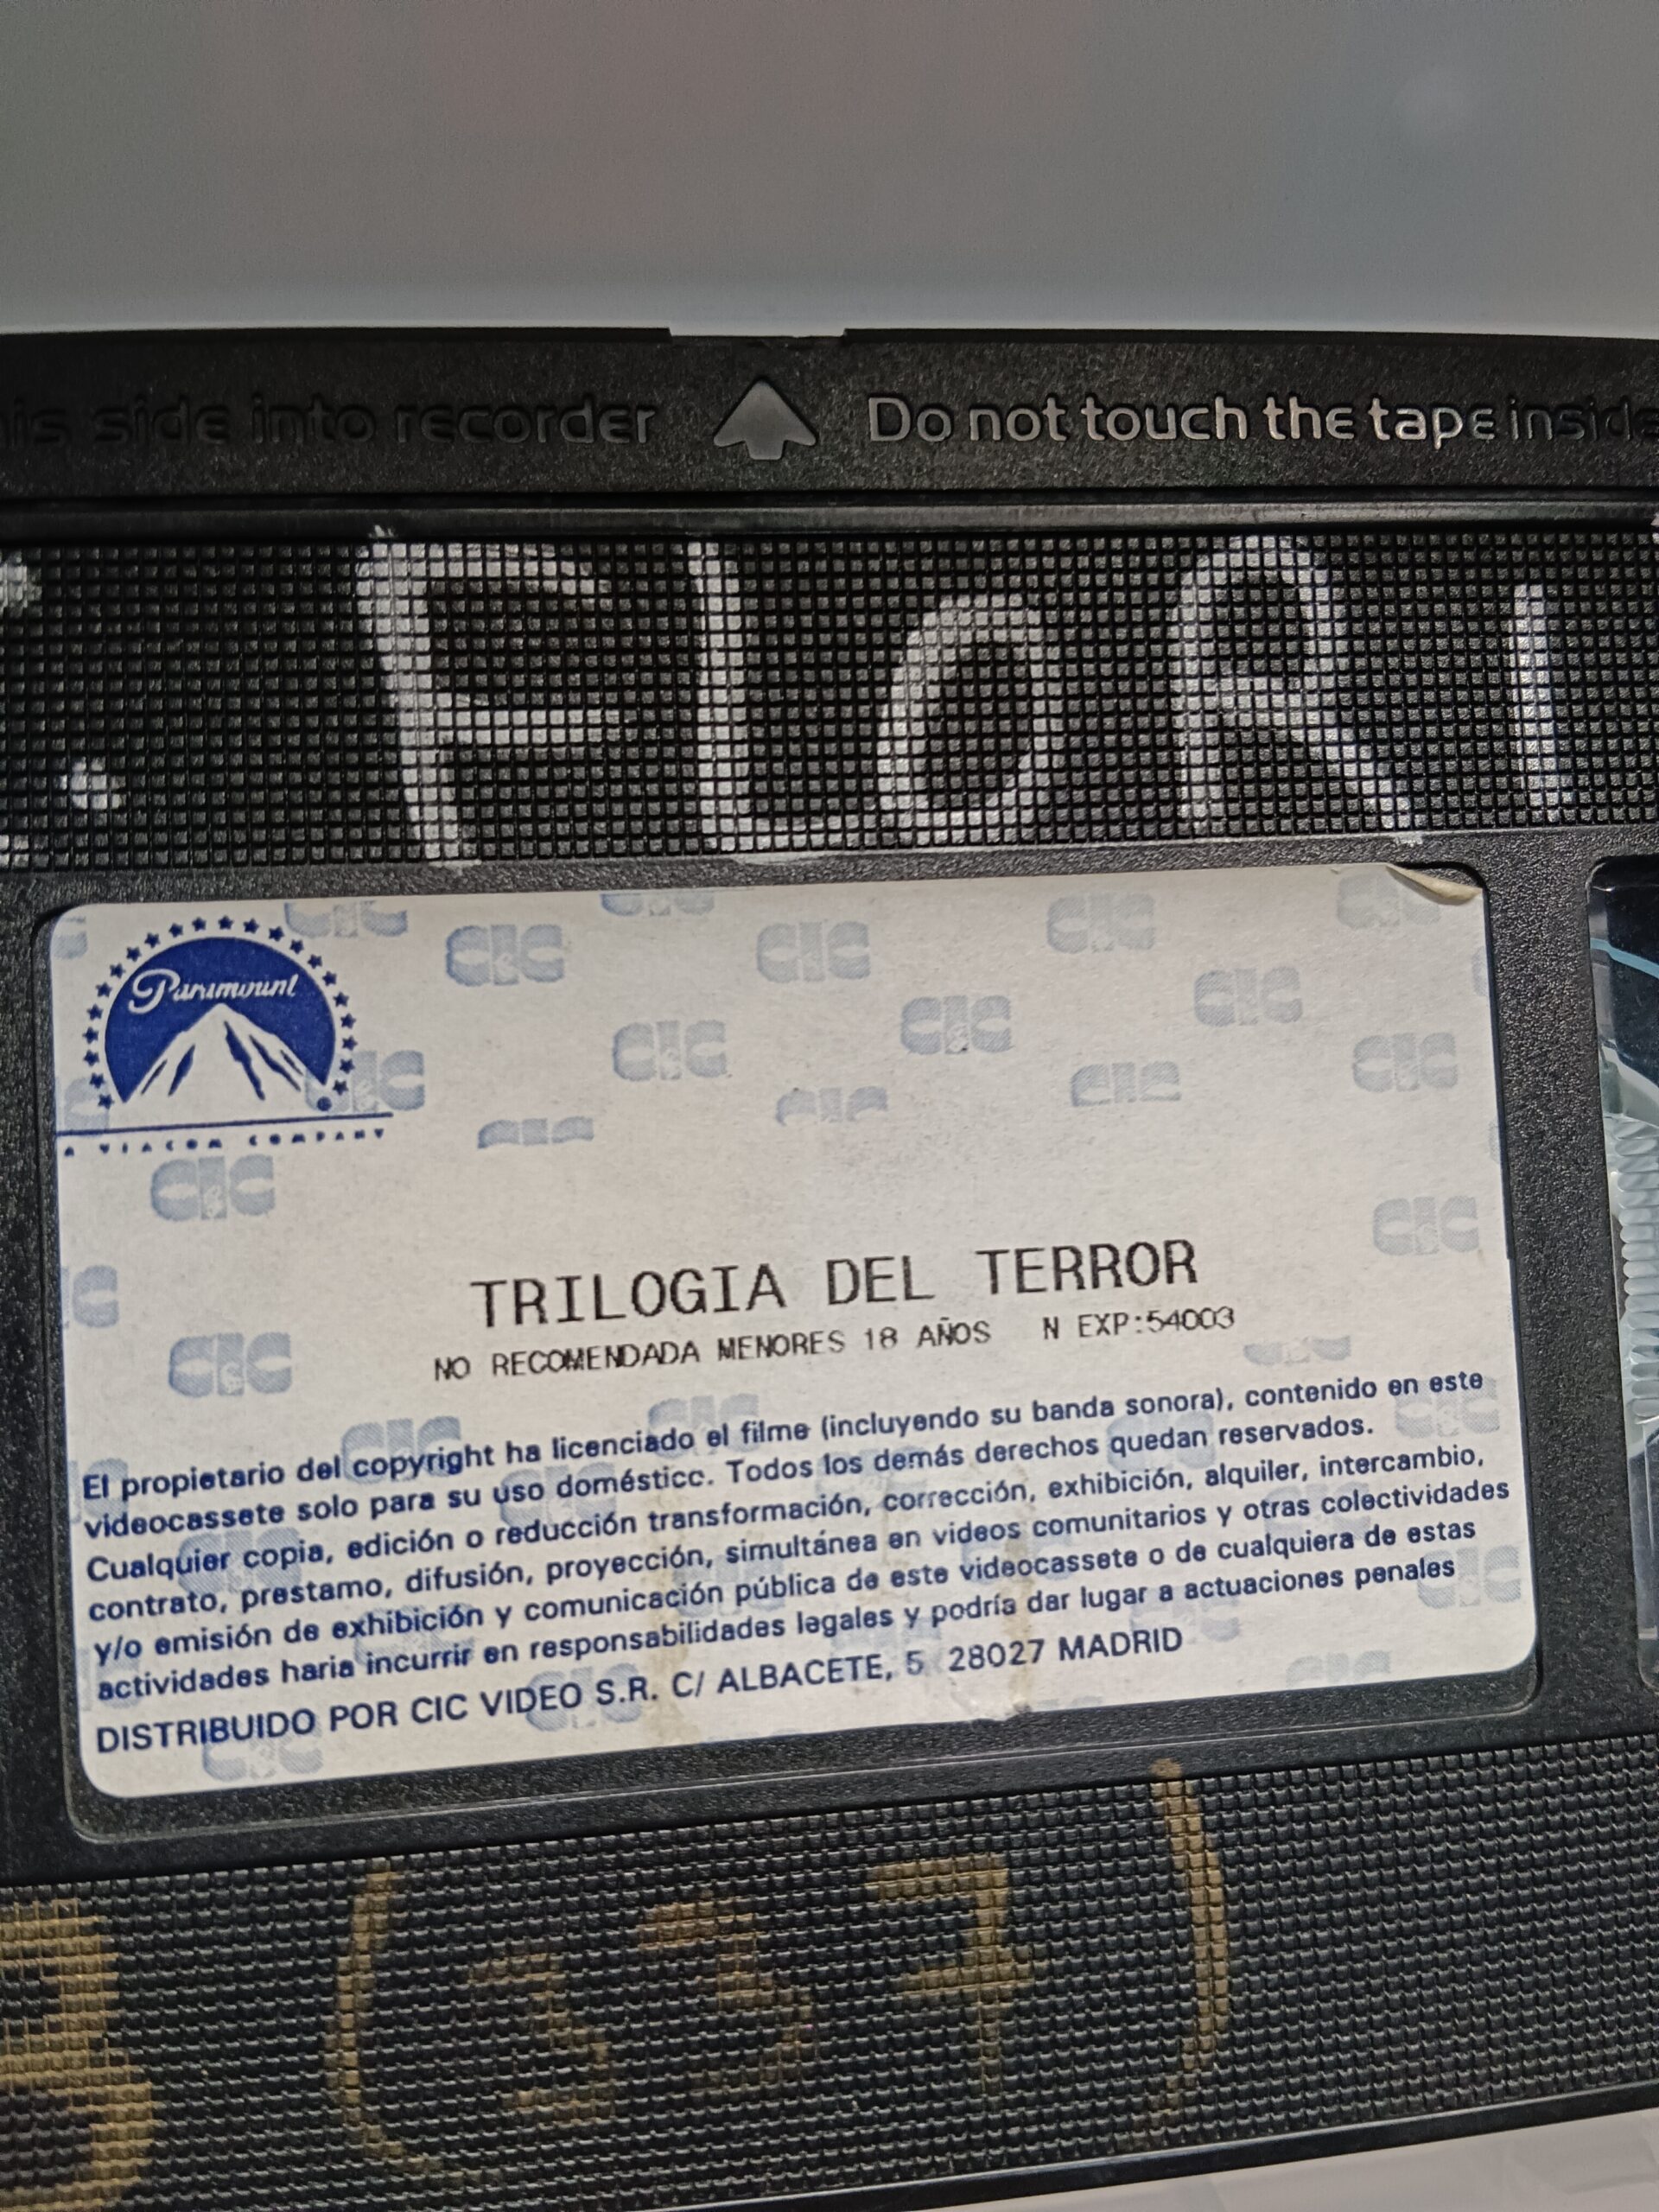 his side into recorder Do not touch the tape inside
FLoRi
Paramount
A VIACOM COMPANY
CIC
TRILOGIA DEL TERROR
NO RECOMENDADA MENORES 18 AÑOS N EXP:54003
El propietario del copyright ha licenciado el filme (incluyendo su banda sonora), contenido en este
videocassete solo para su uso doméstico. Todos los demás derechos quedan reservados.
Cualquier copia, edición o reducción transformación, corrección, exhibición, alquiler, intercambio,
contrato, prestamo, difusión, proyección, simultánea en videos comunitarios y otras colectividades
y/o emisión de exhibición y comunicación pública de este videocassete o de cualquiera de estas
actividades haria incurrir en responsabilidades legales y podría dar lugar a actuaciones penales
DISTRIBUIDO POR CIC VIDEO S.R. C/ ALBACETE, 5 28027 MADRID
(337)